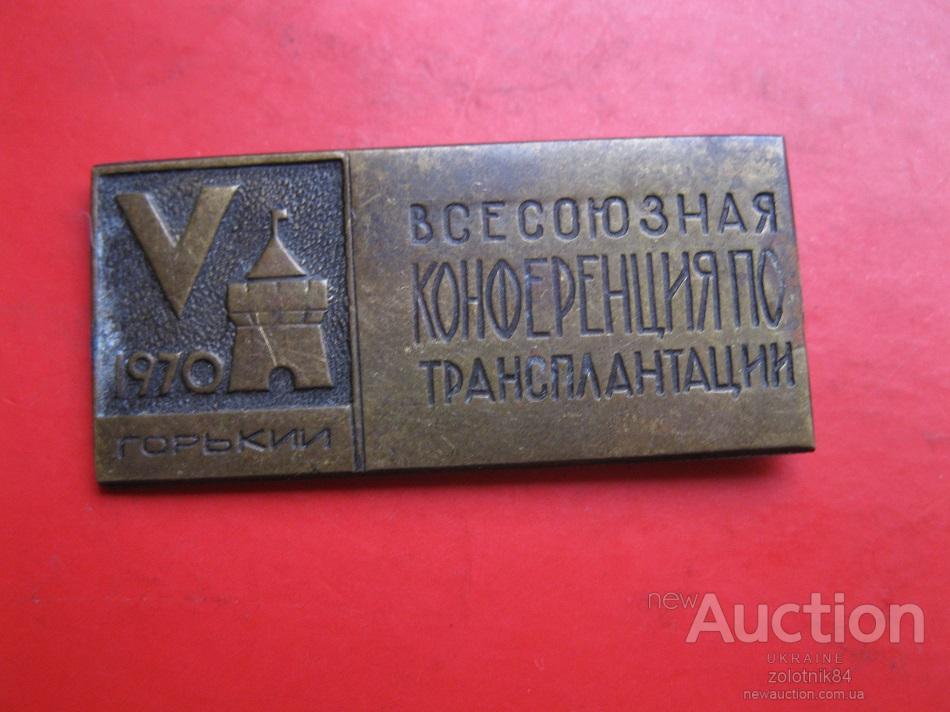 V
1970
ГОРЬКИЙ
ВСЕСОЮЗНАЯ
КОНФЕРЕНЦИЯ ПО
ТРАНСПЛАНТАЦИИ
new Auction
UKRAINE
zolotnik84
newauction.com.ua